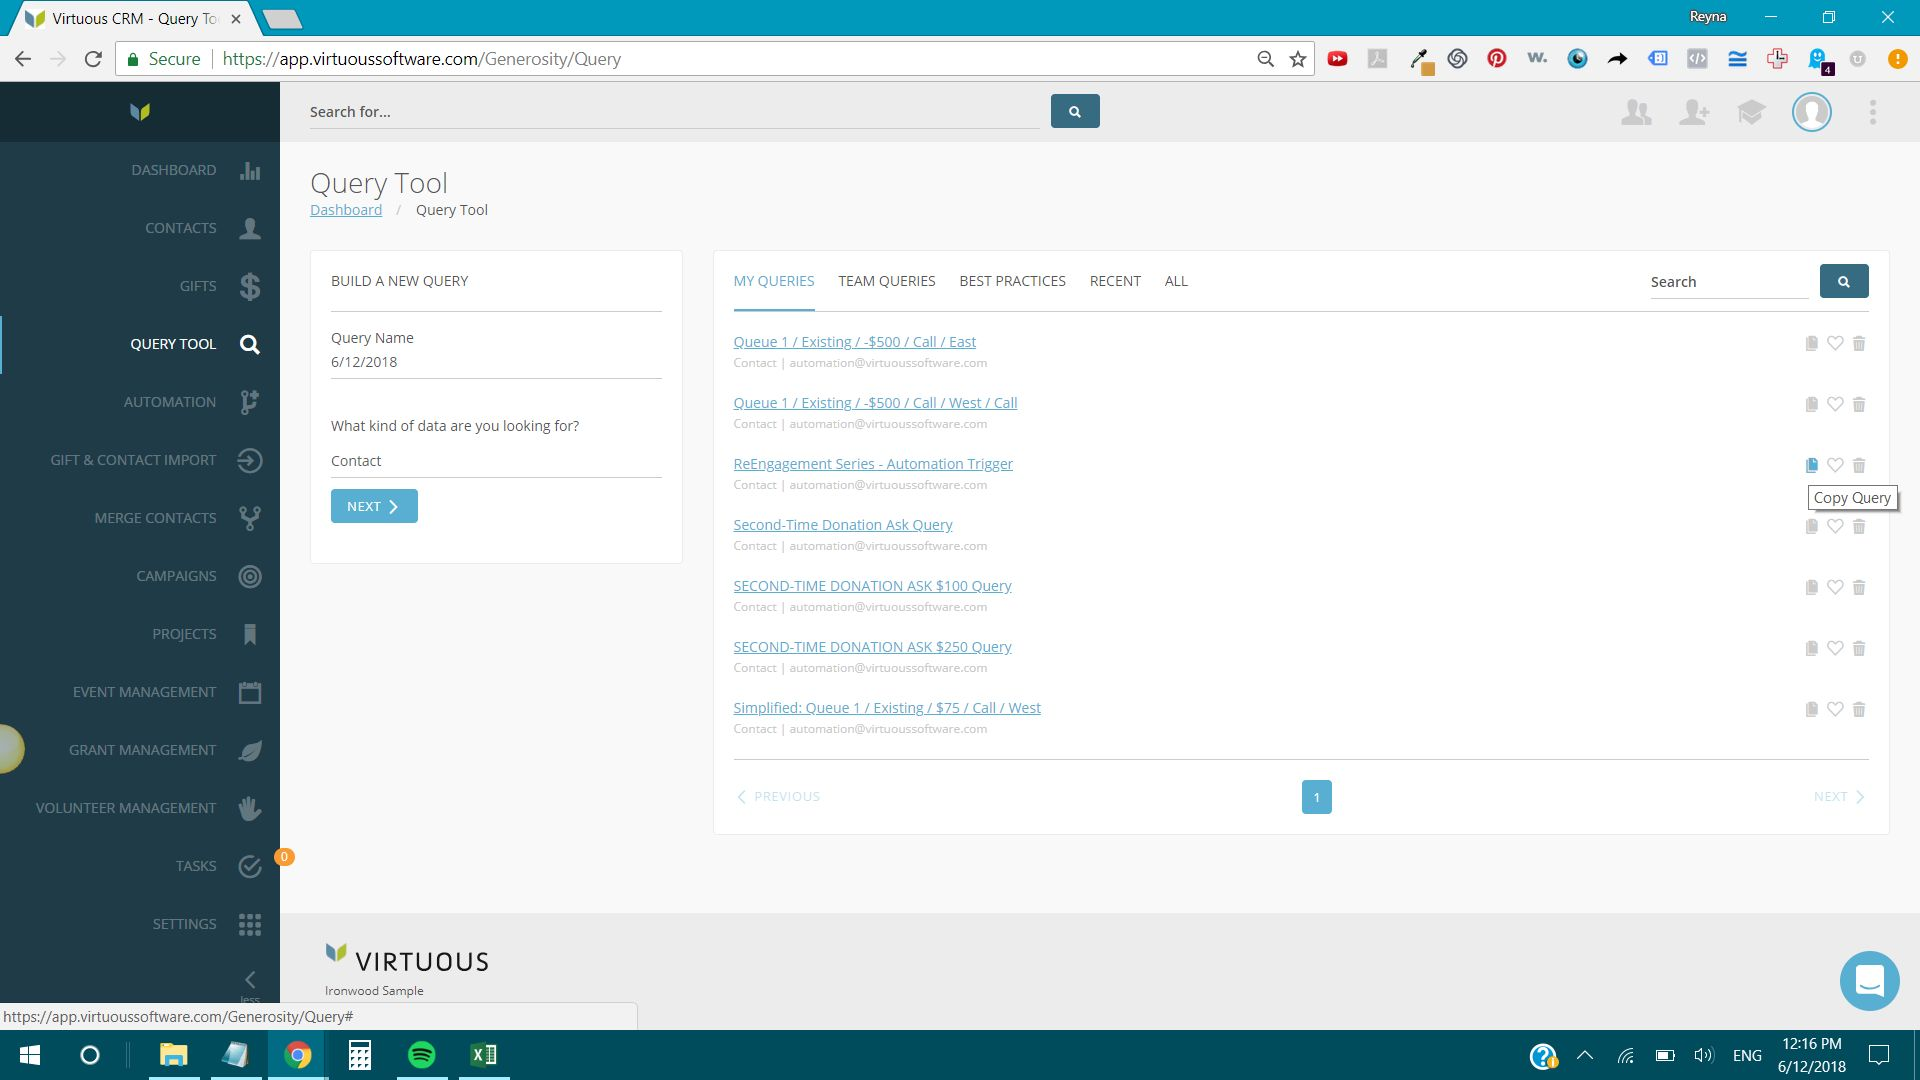 Virtuous CRM - Query To
Reyna
Secure
https://app.virtuoussoftware.com/Generosity/Query
w.
4
Search for...
DASHBOARD
CONTACTS
GIFTS
QUERY TOOL
AUTOMATION
GIFT & CONTACT IMPORT
MERGE CONTACTS
CAMPAIGNS
PROJECTS
EVENT MANAGEMENT
GRANT MANAGEMENT
VOLUNTEER MANAGEMENT
TASKS
0
SETTINGS
less
Query Tool
Dashboard / Query Tool
BUILD A NEW QUERY
Query Name
6/12/2018
What kind of data are you looking for?
Contact
NEXT
MY QUERIES TEAM QUERIES BEST PRACTICES RECENT ALL
Search
Queue 1 / Existing / -$500 / Call / East
Contact | automation@virtuoussoftware.com
Queue 1 / Existing / -$500 / Call / West / Call
Contact | automation@virtuoussoftware.com
ReEngagement Series - Automation Trigger
Contact | automation@virtuoussoftware.com
Copy Query
Second-Time Donation Ask Query
Contact | automation@virtuoussoftware.com
SECOND-TIME DONATION ASK $100 Query
Contact | automation@virtuoussoftware.com
SECOND-TIME DONATION ASK $250 Query
Contact | automation@virtuoussoftware.com
Simplified: Queue 1 / Existing / $75 / Call / West
Contact | automation@virtuoussoftware.com
PREVIOUS
1
NEXT
VIRTUOUS
Ironwood Sample
https://app.virtuoussoftware.com/Generosity/Query#
ENG
12:16 PM
6/12/2018